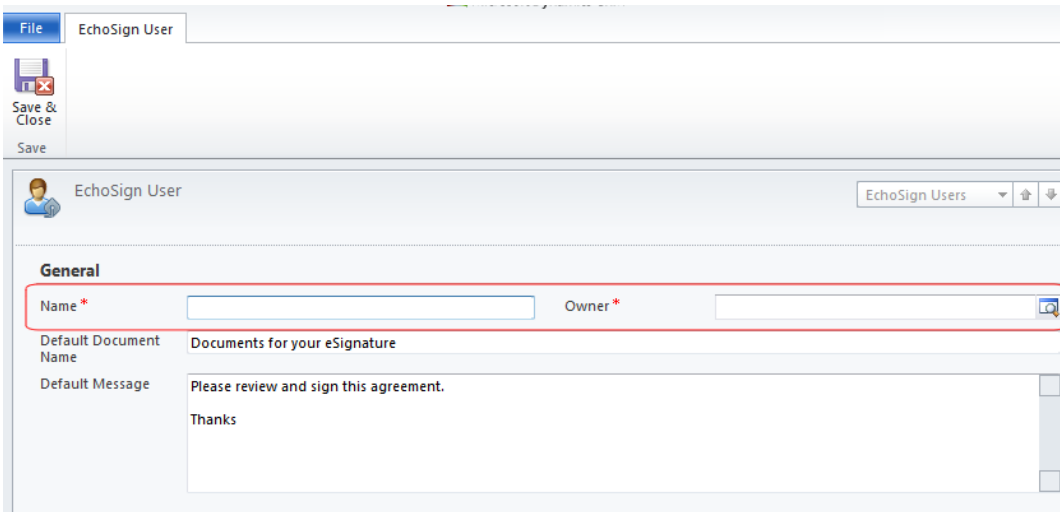 File EchoSign User
Save &
Close
Save
EchoSign User EchoSign Users
General
Name * Owner *
Default Document
Name
Documents for your eSignature
Default Message
Please review and sign this agreement.
Thanks